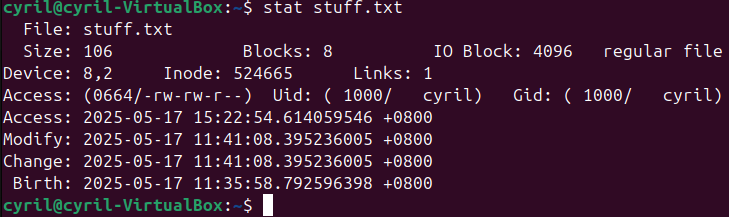 cyril@cyril-VirtualBox:~$ stat stuff.txt
  File: stuff.txt
  Size: 106             Blocks: 8          IO Block: 4096   regular file
Device: 8,2     Inode: 524665      Links: 1
Access: (0664/-rw-rw-r--)  Uid: ( 1000/   cyril)   Gid: ( 1000/   cyril)
Access: 2025-05-17 15:22:54.614059546 +0800
Modify: 2025-05-17 11:41:08.395236005 +0800
Change: 2025-05-17 11:41:08.395236005 +0800
 Birth: 2025-05-17 11:35:58.792596398 +0800
cyril@cyril-VirtualBox:~$